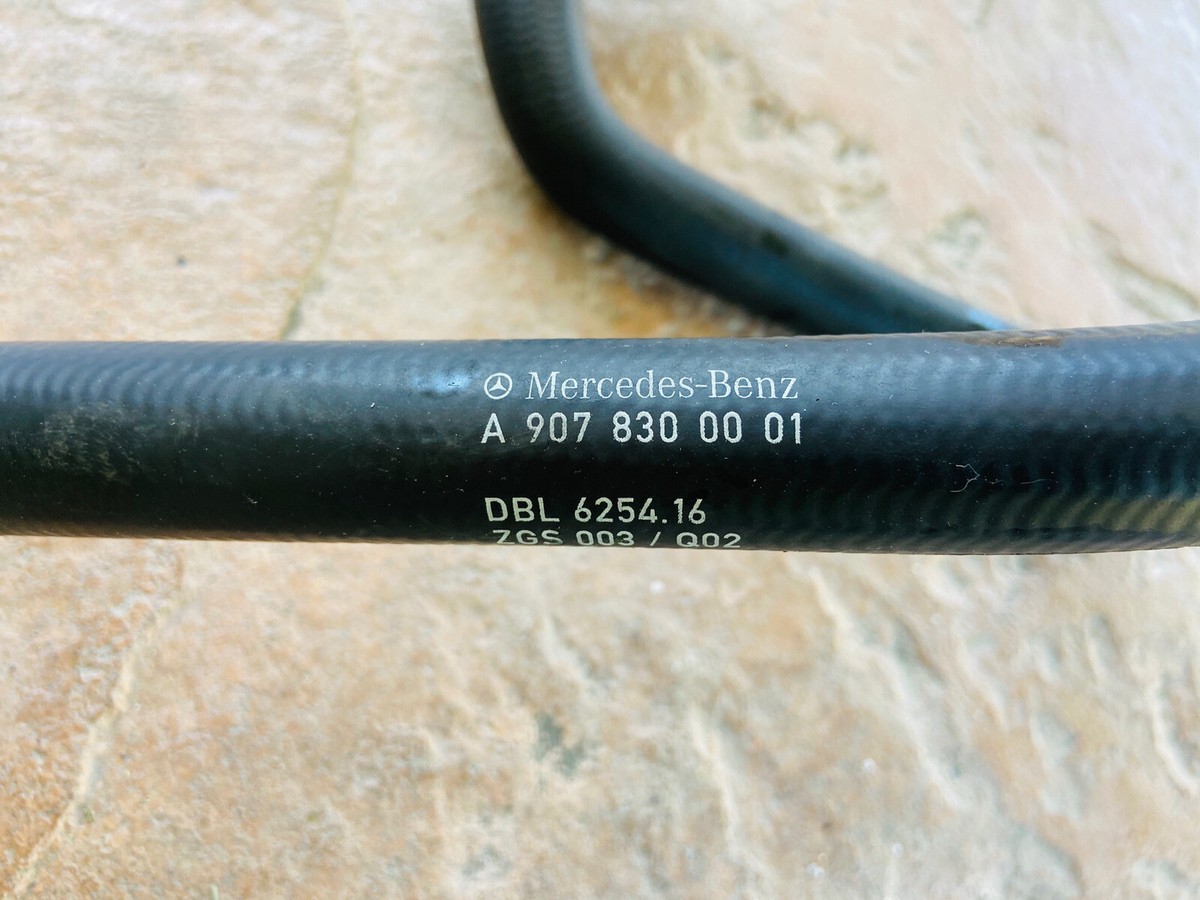 Mercedes-Benz
A 907 830 00 01
DBL 6254.16
ZGS 003 / Q02